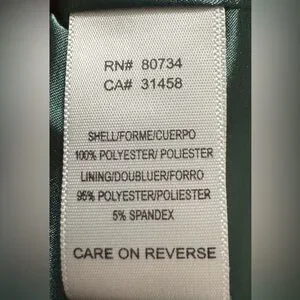 RN# 80734
CA# 31458
SHELL/FORME/CUERPO
100% POLYESTER/ POLIESTER
LINING/DOUBLUER/FORRO
95% POLYESTER/POLIESTER
5% SPANDEX
CARE ON REVERSE